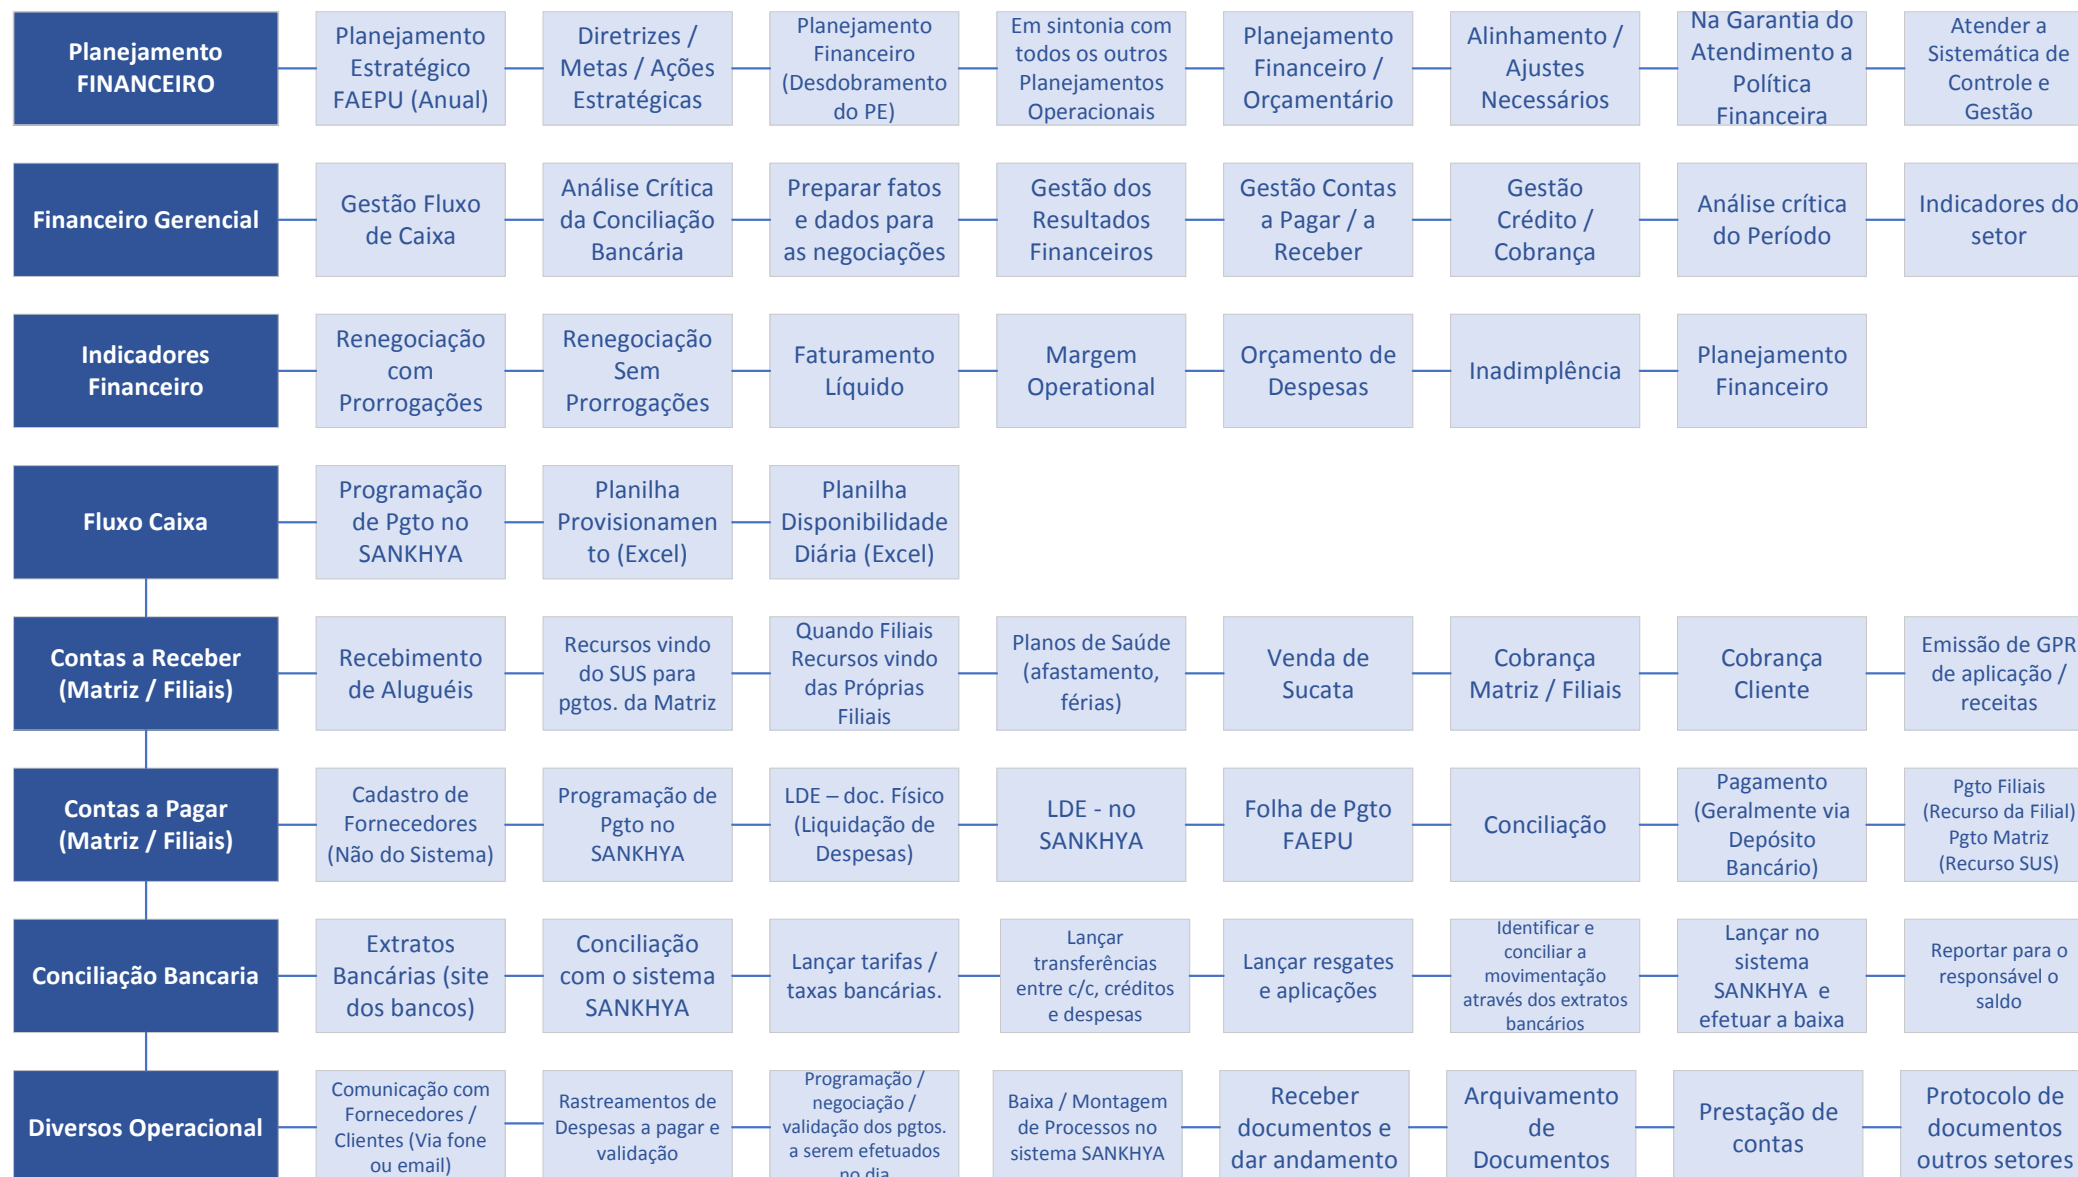 Planejamento
FINANCEIRO
Planejamento
Estratégico
FAEPU (Anual)
Diretrizes /
Metas / Ações
Estratégicas
Planejamento
Financeiro
(Desdobramento
do PE)
Em sintonia com
todos os outros
Planejamentos
Operacionais
Planejamento
Financeiro /
Orçamentário
Alinhamento /
Ajustes
Necessários
Na Garantia do
Atendimento a
Política
Financeira
Atender a
Sistemática de
Controle e
Gestão
Financeiro Gerencial
Gestão Fluxo
de Caixa
Análise Crítica
da Conciliação
Bancária
Preparar fatos
e dados para
as negociações
Gestão dos
Resultados
Financeiros
Gestão Contas
a Pagar / a
Receber
Gestão
Crédito /
Cobrança
Análise crítica
do Período
Indicadores do
setor
Indicadores
Financeiro
Renegociação
com
Prorrogações
Renegociação
Sem
Prorrogações
Faturamento
Líquido
Margem
Operational
Orçamento de
Despesas
Inadimplência
Planejamento
Financeiro
Fluxo Caixa
Programação
de Pgto no
SANKHYA
Planilha
Provisionamen
to (Excel)
Planilha
Disponibilidade
Diária (Excel)
Contas a Receber
(Matriz / Filiais)
Recebimento
de Aluguéis
Recursos vindo
do SUS para
pgtos. da Matriz
Quando Filiais
Recursos vindo
das Próprias
Filiais
Planos de Saúde
(afastamento,
férias)
Venda de
Sucata
Cobrança
Matriz / Filiais
Cobrança
Cliente
Emissão de GPR
de aplicação /
receitas
Contas a Pagar
(Matriz / Filiais)
Cadastro de
Fornecedores
(Não do Sistema)
Programação de
Pgto no
SANKHYA
LDE – doc. Físico
(Liquidação de
Despesas)
LDE - no
SANKHYA
Folha de Pgto
FAEPU
Conciliação
Pagamento
(Geralmente via
Depósito
Bancário)
Pgto Filiais
(Recurso da Filial)
Pgto Matriz
(Recurso SUS)
Conciliação Bancaria
Extratos
Bancárias (site
dos bancos)
Conciliação
com o sistema
SANKHYA
Lançar tarifas /
taxas bancárias.
Lançar
transferências
entre c/c, créditos
e despesas
Lançar resgates
e aplicações
Identificar e
conciliar a
movimentação
através dos extratos
bancários
Lançar no
sistema
SANKHYA e
efetuar a baixa
Reportar para o
responsável o
saldo
Diversos Operacional
Comunicação com
Fornecedores /
Clientes (Via fone
ou email)
Rastreamentos de
Despesas a pagar e
validação
Programação /
negociação /
validação dos pgtos.
a serem efetuados
no dia
Baixa / Montagem
de Processos no
sistema SANKHYA
Receber
documentos e
dar andamento
Arquivamento
de
Documentos
Prestação de
contas
Protocolo de
documentos
outros setores